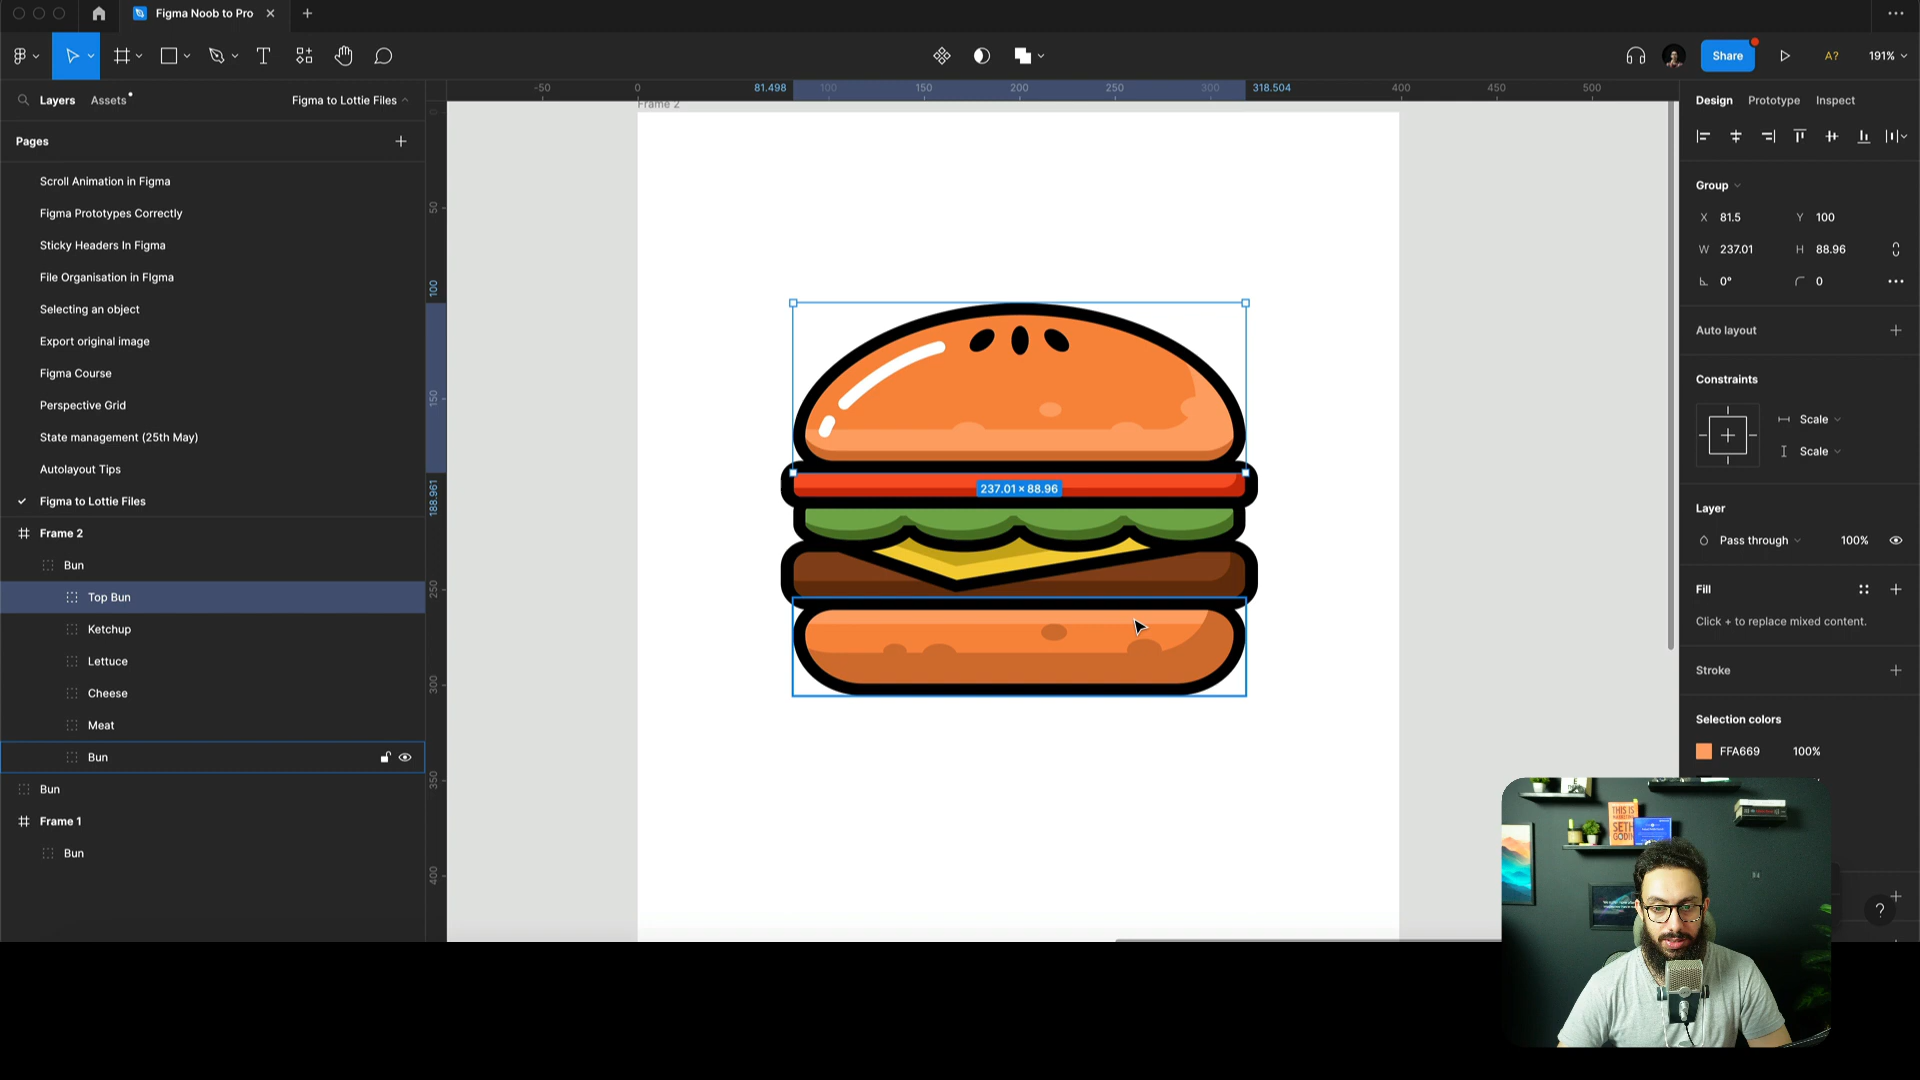 Figma Noob to Pro
A?
Share
191%
Layers
Assets
Figma to Lottie Files
Pages
Scroll Animation in Figma
Figma Prototypes Correctly
Sticky Headers In Figma
File Organisation in FIgma
Selecting an object
Export original image
Figma Course
Perspective Grid
State management (25th May)
Autolayout Tips
Figma to Lottie Files
Frame 2
Bun
Top Bun
Ketchup
Lettuce
Cheese
Meat
Bun
Bun
Frame 1
Bun
-50
0
81.498
100
150
200
250
300
318.504
400
450
500
Frame 2
0
50
100
150
188.961
250
300
350
400
237.01 × 88.96
Design
Prototype
Inspect
Group
X 81.5
Y 100
W 237.01
H 88.96
0°
0
Auto layout
Constraints
Scale
Scale
Layer
Pass through
100%
Fill
Click + to replace mixed content.
Stroke
Selection colors
FFA669
100%
THIS IS
MARKETING
SETH
GODIN
?